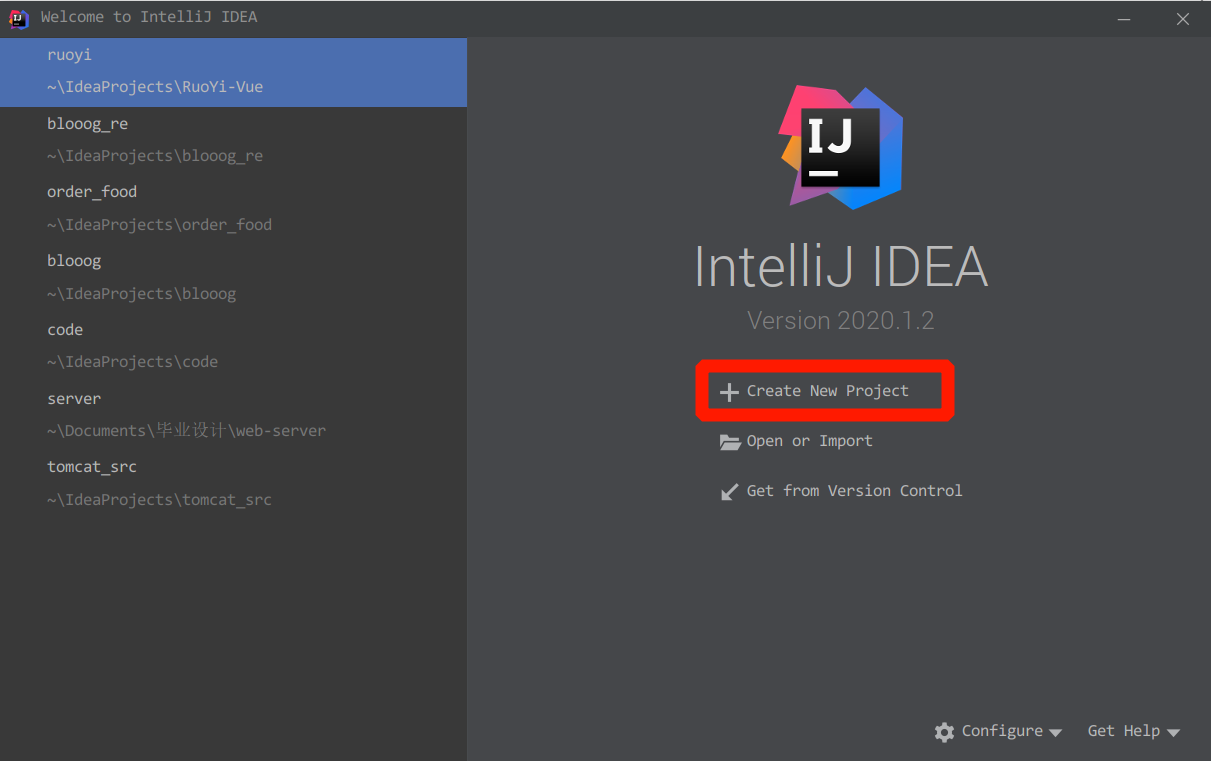 Welcome to IntelliJ IDEA
ruoyi
~\IdeaProjects\RuoYi-Vue
blooog_re
~\IdeaProjects\blooog_re
order_food
~\IdeaProjects\order_food
blooog
~\IdeaProjects\blooog
code
~\IdeaProjects\code
server
~\Documents\毕业设计\web-server
tomcat_src
~\IdeaProjects\tomcat_src
IJ
IntelliJ IDEA
Version 2020.1.2
Create New Project
Open or Import
Get from Version Control
Configure
Get Help